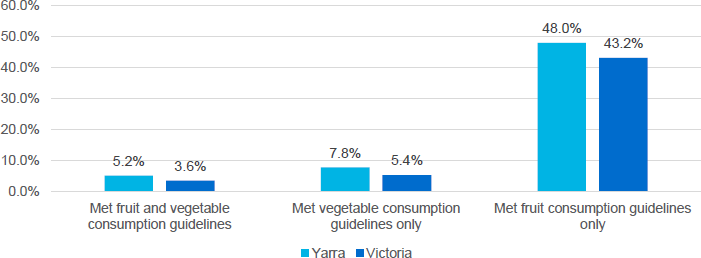 60.0%
50.0%
40.0%
30.0%
20.0%
10.0%
0.0%
5.2%
3.6%
7.8%
5.4%
48.0%
43.2%
Met fruit and vegetable
consumption guidelines
Met vegetable consumption
guidelines only
Met fruit consumption guidelines
only
Yarra
Victoria